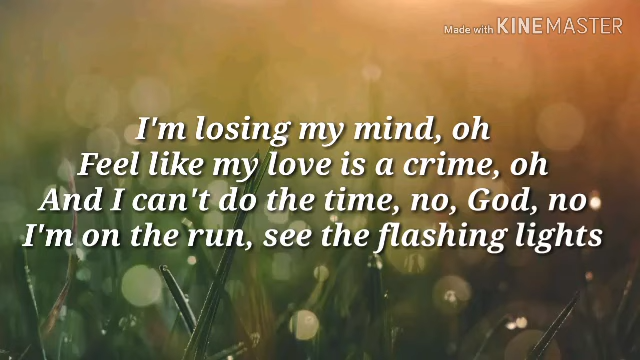 Made with KINEMASTER
I'm losing my mind, oh
Feel like my love is a crime, oh
And I can't do the time, no, God, no
I'm on the run, see the flashing lights